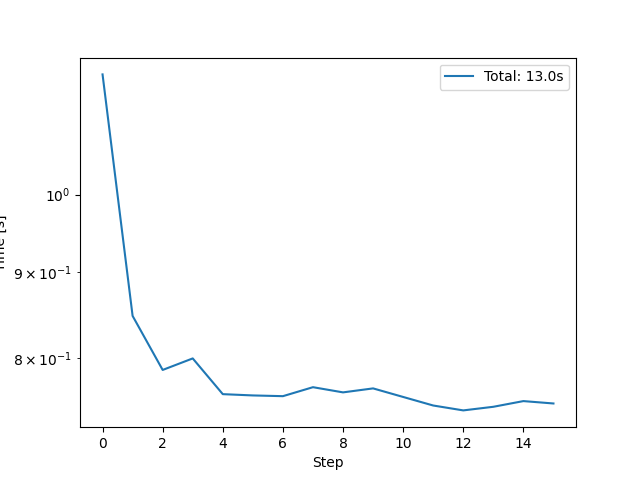 Total: 13.0s
10⁰
9 × 10⁻¹
8 × 10⁻¹
0 2 4 6 8 10 12 14
Step
[s]